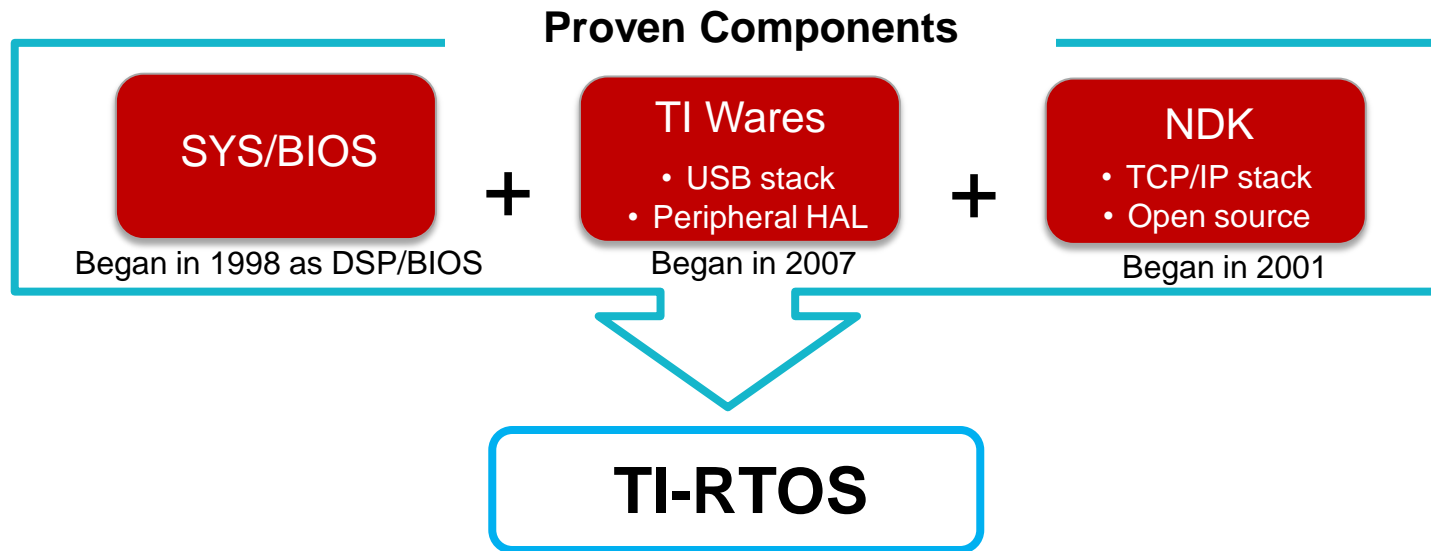 Proven Components
SYS/BIOS
Began in 1998 as DSP/BIOS
+
TI Wares
• USB stack
• Peripheral HAL
Began in 2007
+
NDK
• TCP/IP stack
• Open source
Began in 2001
TI-RTOS